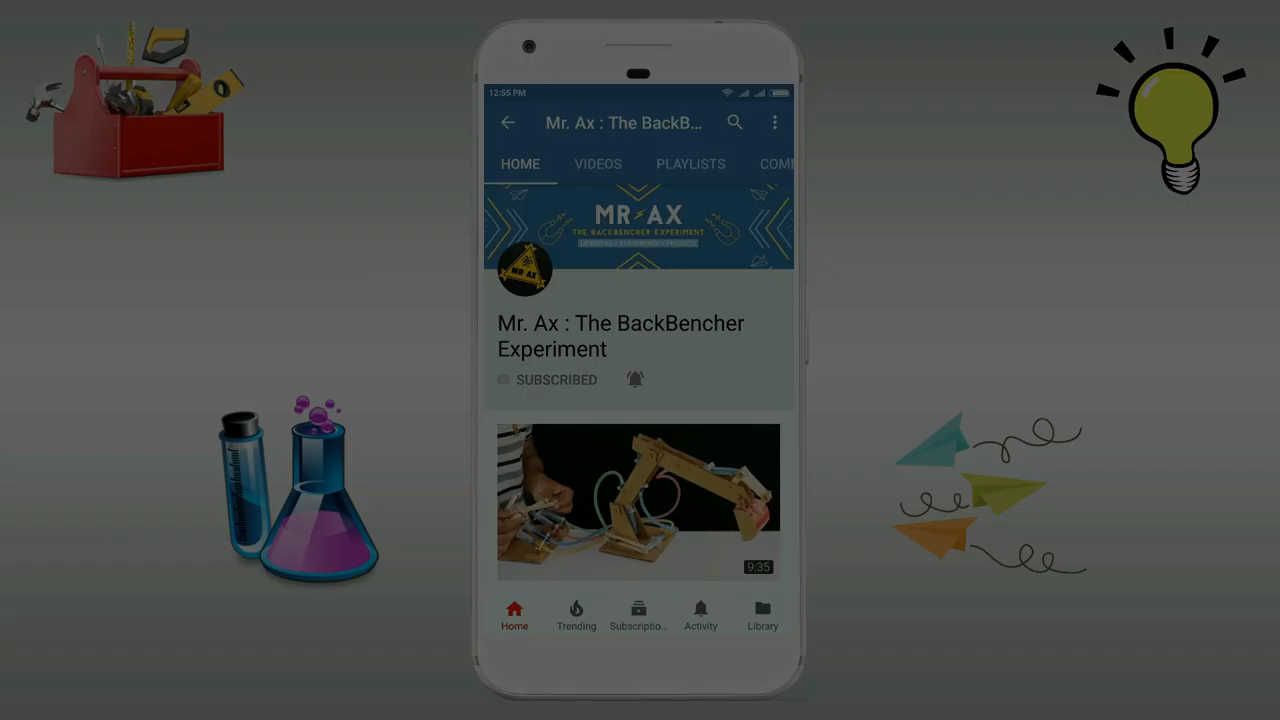 12:55 PM
Mr. Ax : The BackB...
HOME VIDEOS PLAYLISTS COM
MR AX
THE BACKBENCHER EXPERIMENT
MR AX
Mr. Ax : The BackBencher
Experiment
SUBSCRIBED
9:35
Home Trending Subscriptio... Activity Library